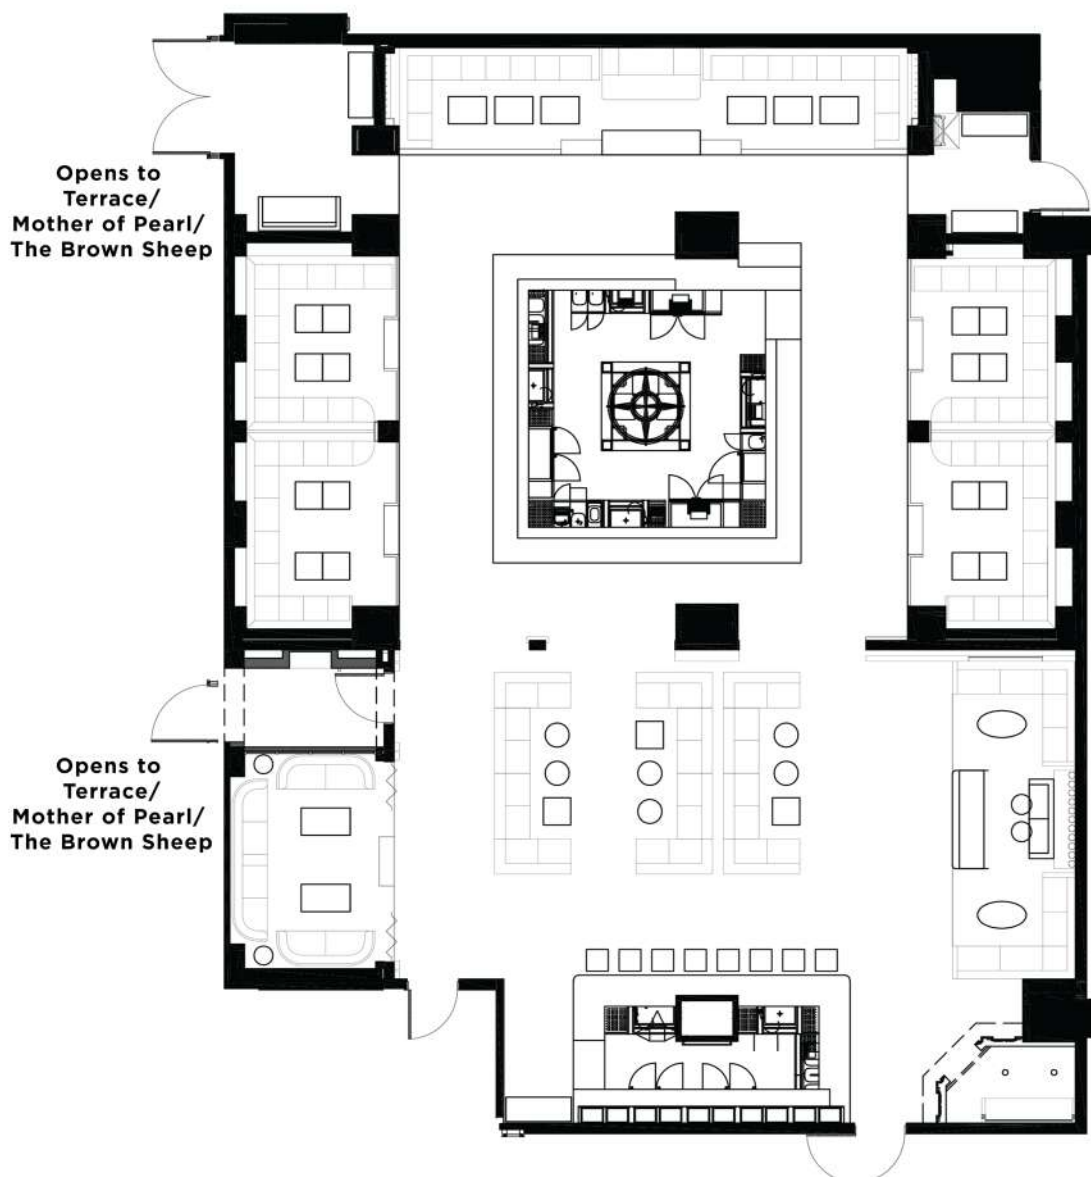 Opens to
Terrace/
Mother of Pearl/
The Brown Sheep
Opens to
Terrace/
Mother of Pearl/
The Brown Sheep